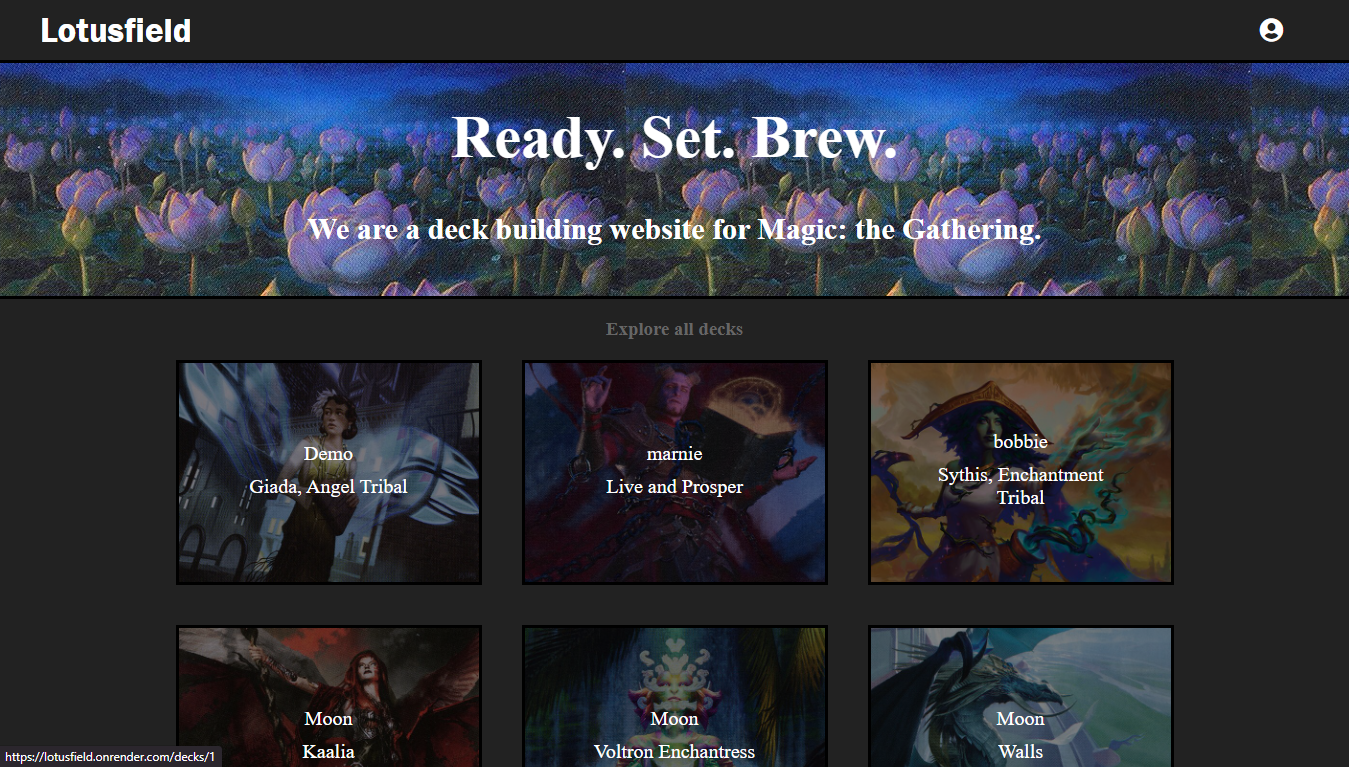 Lotusfield
Ready. Set. Brew.
We are a deck building website for Magic: the Gathering.
Explore all decks
Demo
Giada, Angel Tribal
marnie
Live and Prosper
bobbie
Sythis, Enchantment
Tribal
Moon
Kaalia
Moon
Voltron Enchantress
Moon
Walls
https://lotusfield.onrender.com/decks/1